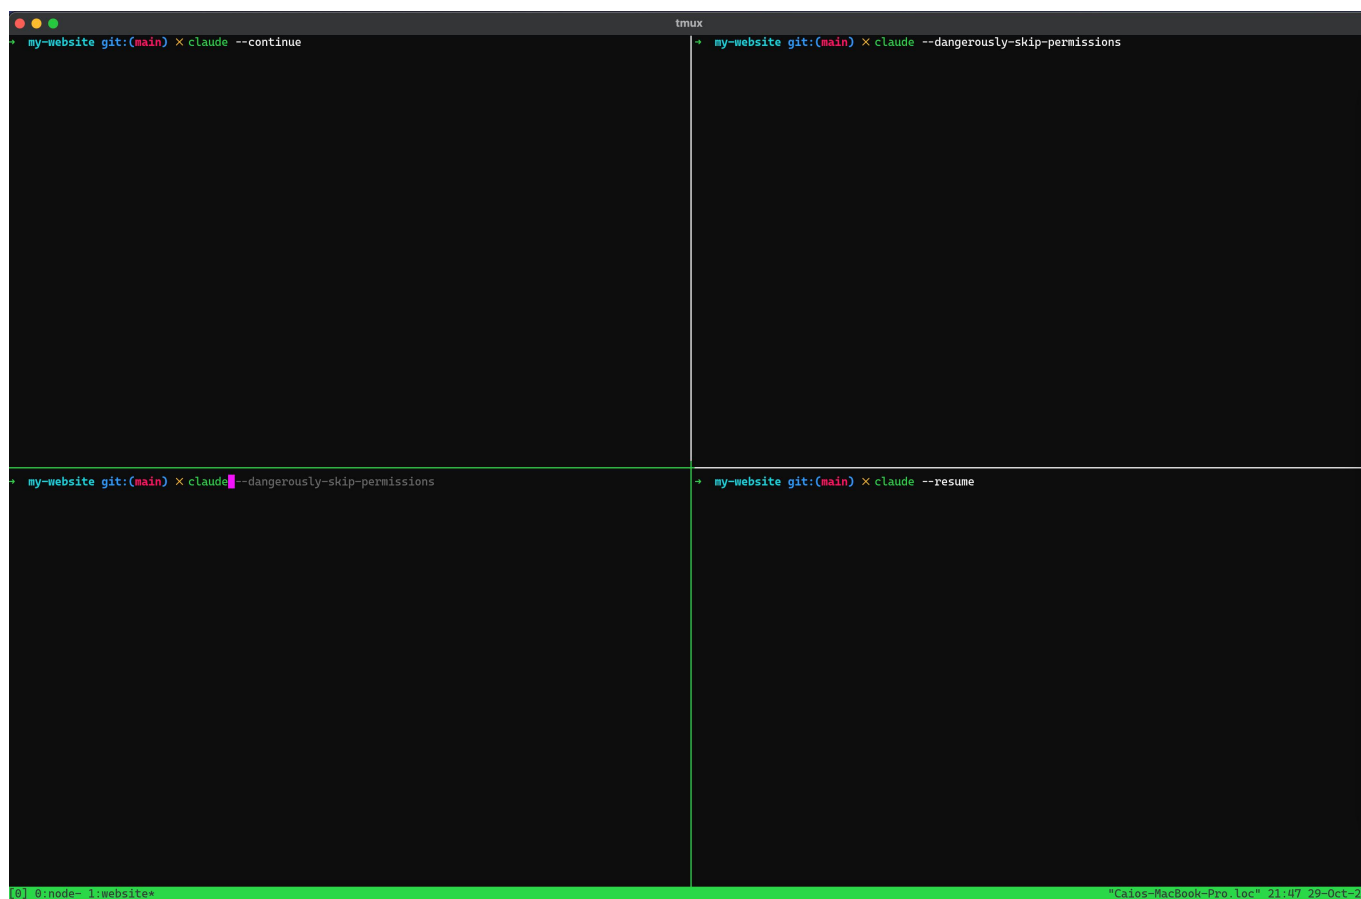 tmux
→ my-website git:(main) ✕ claude --continue
→ my-website git:(main) ✕ claude --dangerously-skip-permissions
→ my-website git:(main) ✕ claude --dangerously-skip-permissions
→ my-website git:(main) ✕ claude --resume
[0] 0:node- 1:website* "Caios-MacBook-Pro.loc" 21:47 29-Oct-2